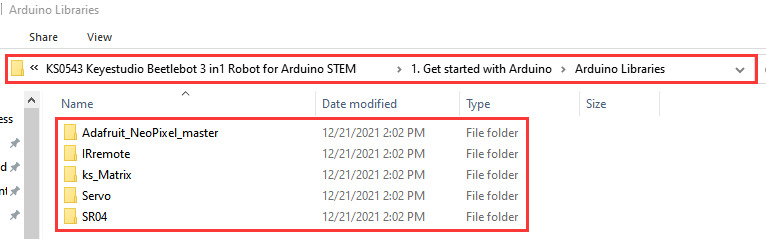 Arduino Libraries
Share View
« KS0543 Keyestudio Beetlebot 3 in1 Robot for Arduino STEM > 1. Get started with Arduino > Arduino Libraries
Name Date modified Type Size
ess
Adafruit_NeoPixel_master 12/21/2021 2:02 PM File folder
IRremote 12/21/2021 2:02 PM File folder
d ks_Matrix 12/21/2021 2:02 PM File folder
nt Servo 12/21/2021 2:02 PM File folder
SR04 12/21/2021 2:02 PM File folder